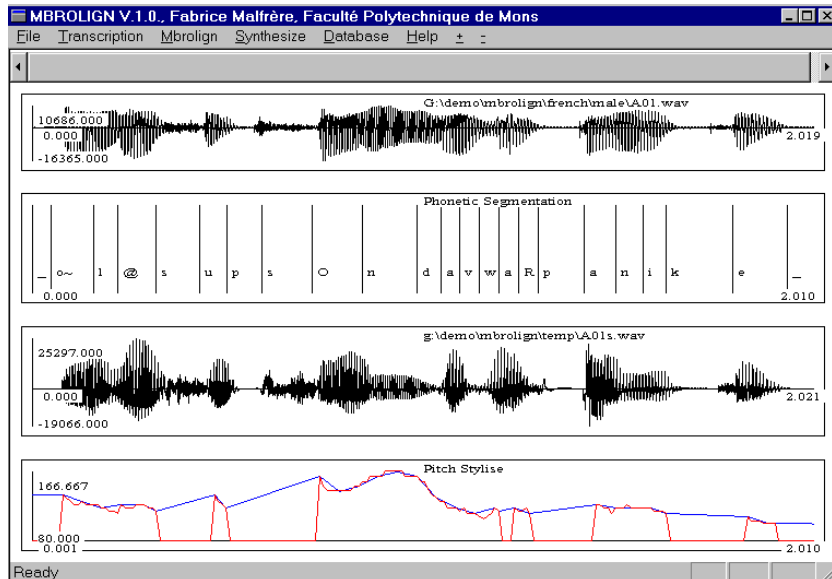 MBROLIGN V.1.0., Fabrice Malfrère, Faculté Polytechnique de Mons
File Transcription Mbrolign Synthesize Database Help + -
G:\demo\mbrolign\french\male\A01.wav
10686.000
0.000 2.019
-16365.000
Phonetic Segmentation
_ o~ l @ s u p s O n d a v w a R p a n i k e _
0.000 2.010
g:\demo\mbrolign\temp\A01s.wav
25297.000
0.000 2.021
-19066.000
Pitch Stylise
166.667
80.000
0.001 2.010
Ready